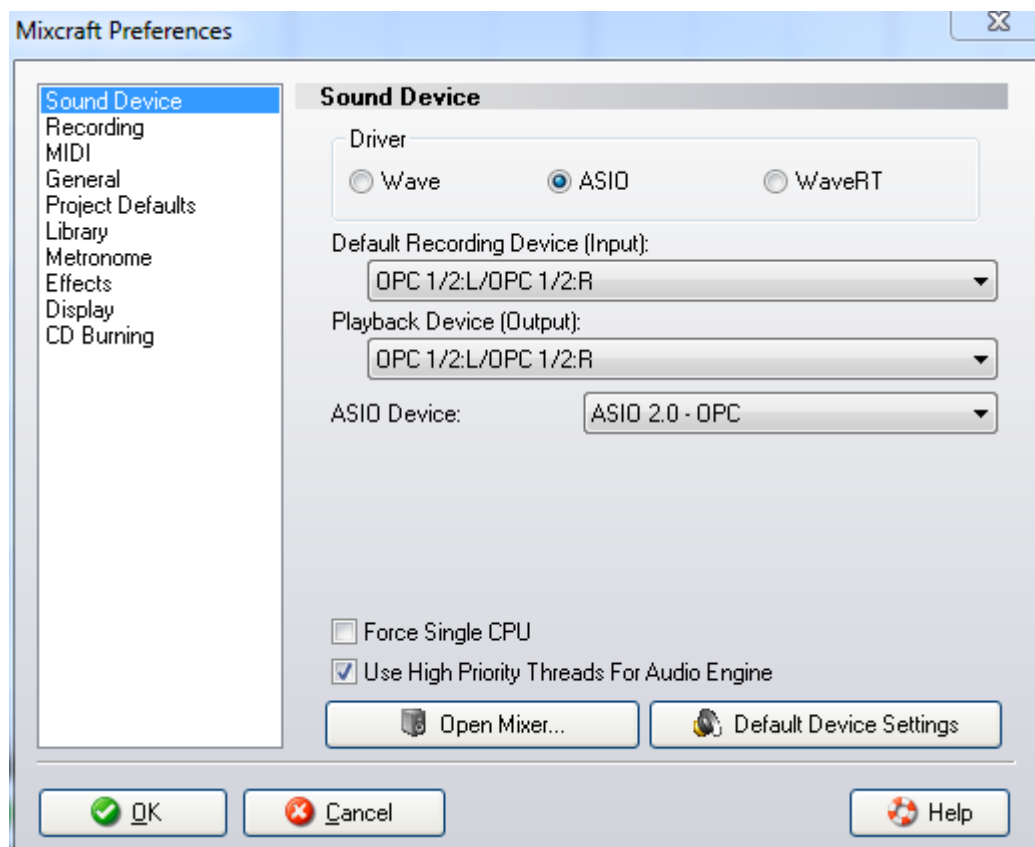 Mixcraft Preferences
Sound Device
Recording
MIDI
General
Project Defaults
Library
Metronome
Effects
Display
CD Burning
Sound Device
Driver
Wave ASIO WaveRT
Default Recording Device (Input):
OPC 1/2:L/OPC 1/2:R
Playback Device (Output):
OPC 1/2:L/OPC 1/2:R
ASIO Device: ASIO 2.0 - OPC
Force Single CPU
Use High Priority Threads For Audio Engine
Open Mixer... Default Device Settings
OK Cancel Help